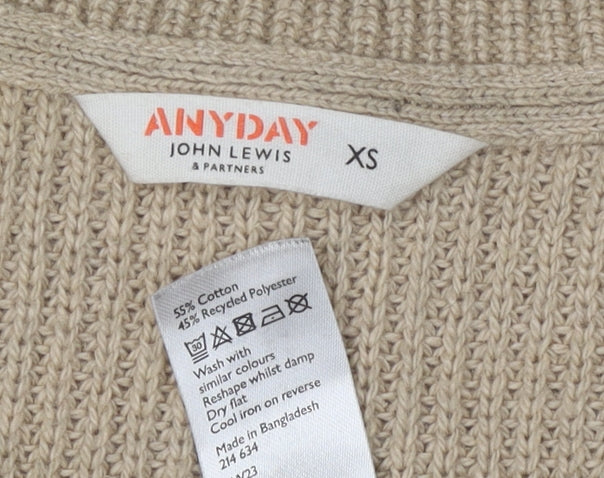 ANYDAY
JOHN LEWIS
& PARTNERS
XS
55% Cotton
45% Recycled Polyester
30
Wash with
similar colours
Reshape whilst damp
Dry flat
Cool iron on reverse
Made in Bangladesh
214 634
/23